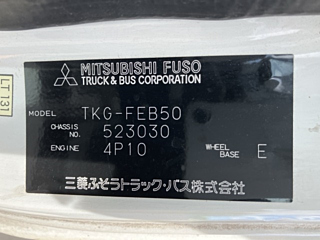 MITSUBISHI FUSO
TRUCK & BUS CORPORATION
MODEL TKG-FEB50
CHASSIS NO. 523030
ENGINE 4P10 WHEEL BASE E
三菱ふそうトラック・バス株式会社
LT131